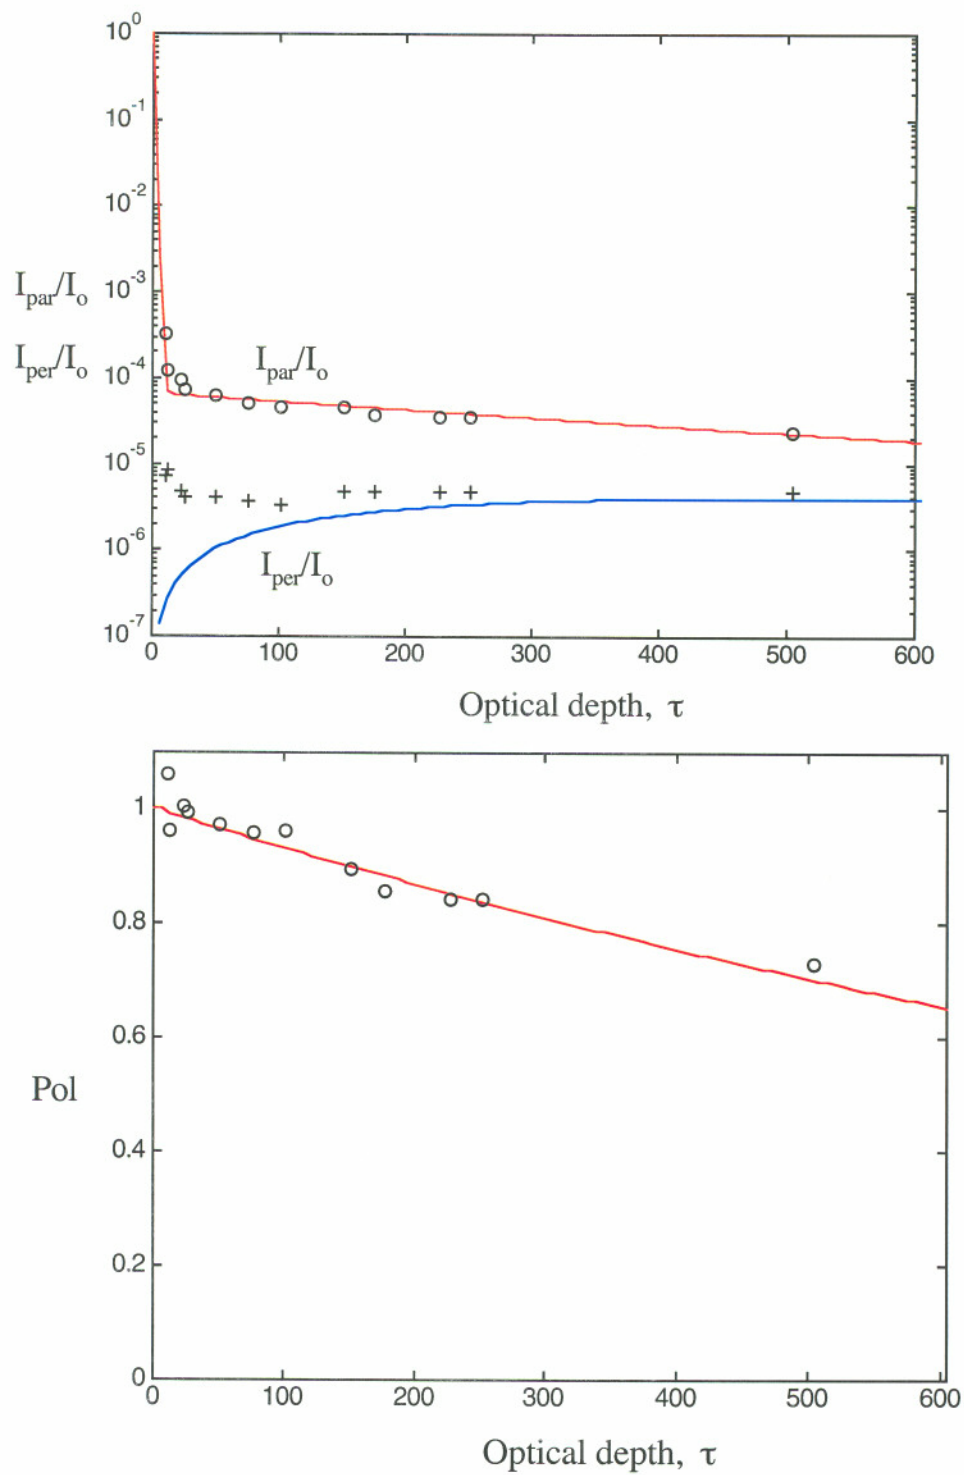 10^0
10^-1
10^-2
10^-3
I_par/I_o
I_per/I_o
10^-4
I_par/I_o
10^-5
10^-6
I_per/I_o
10^-7
0 100 200 300 400 500 600
Optical depth, τ
1
0.8
0.6
Pol
0.4
0.2
0
0 100 200 300 400 500 600
Optical depth, τ